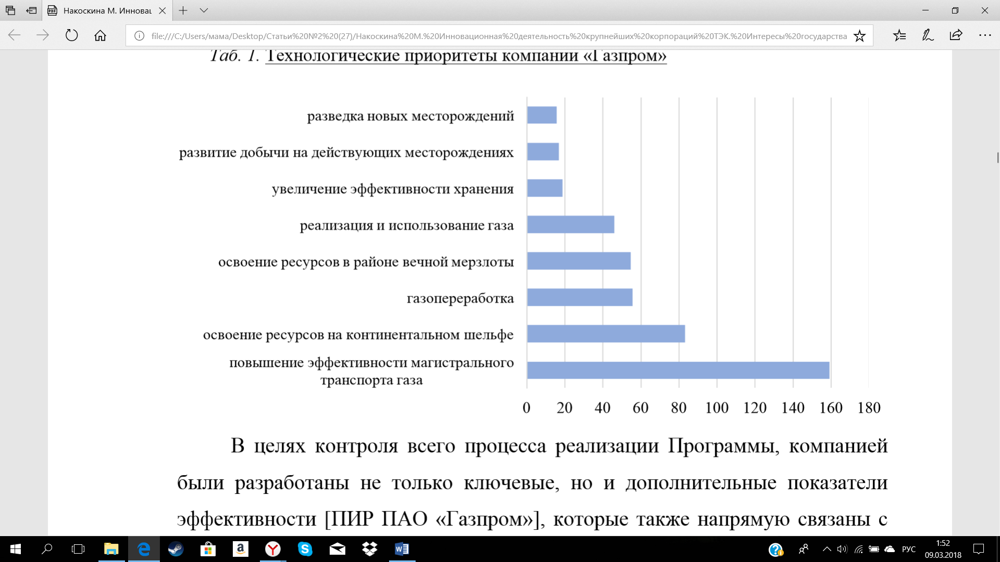 Накоскина М. Инновац
file:///C:/Users/мама/Desktop/Статьи%20№2%20(27)/Накоскина%20М.%20Инновационная%20деятельность%20крупнейших%20корпораций%20ТЭК.%20Интересы%20государства
Таб. 1. Технологические приоритеты компании «Газпром»
разведка новых месторождений
развитие добычи на действующих месторождениях
увеличение эффективности хранения
реализация и использование газа
освоение ресурсов в районе вечной мерзлоты
газопереработка
освоение ресурсов на континентальном шельфе
повышение эффективности магистрального
транспорта газа
0 20 40 60 80 100 120 140 160 180
В целях контроля всего процесса реализации Программы, компанией
были разработаны не только ключевые, но и дополнительные показатели
эффективности [ПИР ПАО «Газпром»], которые также напрямую связаны с
РУС
1:52
09.03.2018